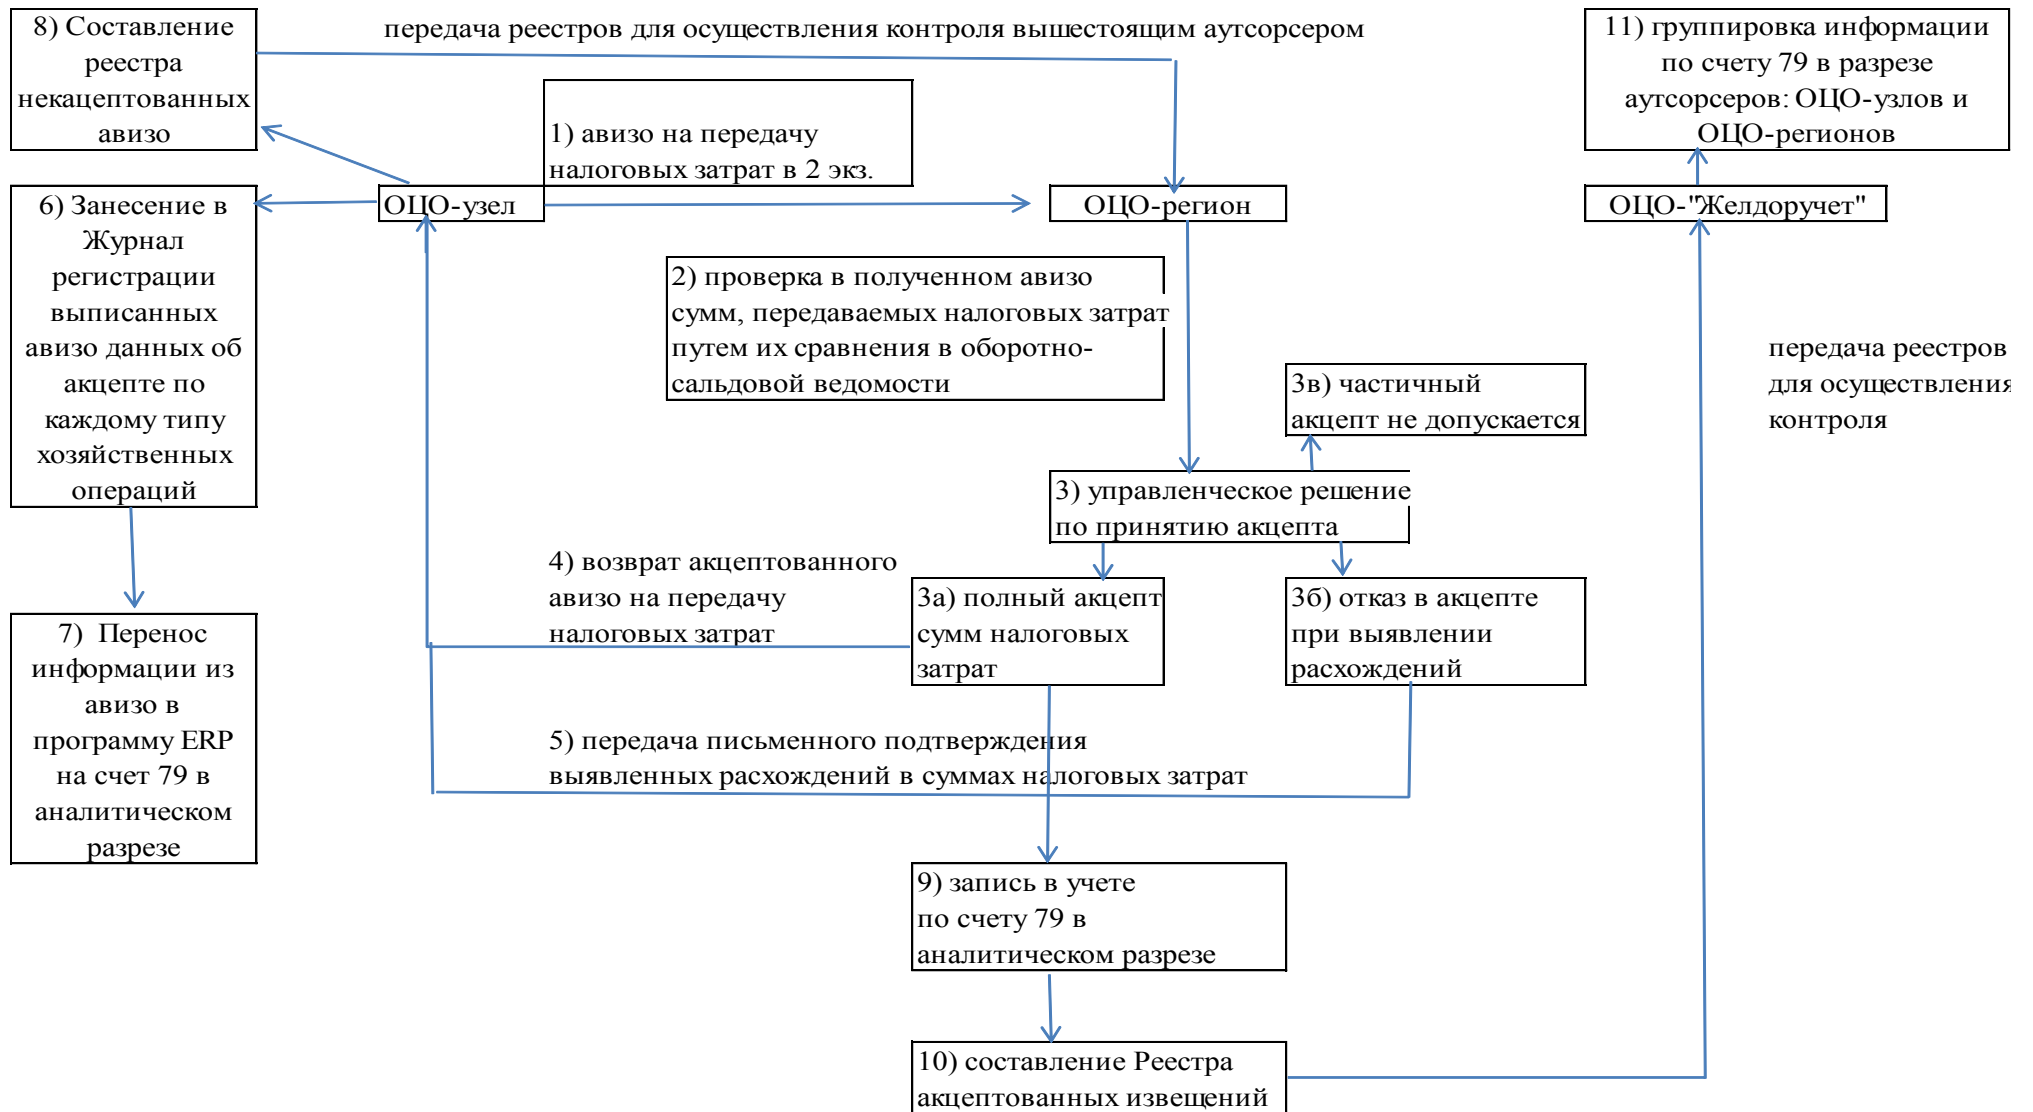 8) Составление
реестра
некацептованных
авизо
передача реестров для осуществления контроля вышестоящим аутсорсером
11) группировка информации
по счету 79 в разрезе
аутсорсеров: ОЦО-узлов и
ОЦО-регионов
1) авизо на передачу
налоговых затрат в 2 экз.
6) Занесение в
Журнал
регистрации
выписанных
авизо данных об
акцепте по
каждому типу
хозяйственных
операций
ОЦО-узел
ОЦО-регион
ОЦО-"Желдоручет"
2) проверка в полученном авизо
сумм, передаваемых налоговых затрат
путем их сравнения в оборотно-
сальдовой ведомости
3в) частичный
акцепт не допускается
передача реестров
для осуществления
контроля
3) управленческое решение
по принятию акцепта
4) возврат акцептованного
авизо на передачу
налоговых затрат
3а) полный акцепт
сумм налоговых
затрат
3б) отказ в акцепте
при выявлении
расхождений
7) Перенос
информации из
авизо в
программу ERP
на счет 79 в
аналитическом
разрезе
5) передача письменного подтверждения
выявленных расхождений в суммах налоговых затрат
9) запись в учете
по счету 79 в
аналитическом разрезе
10) составление Реестра
акцептованных извещений